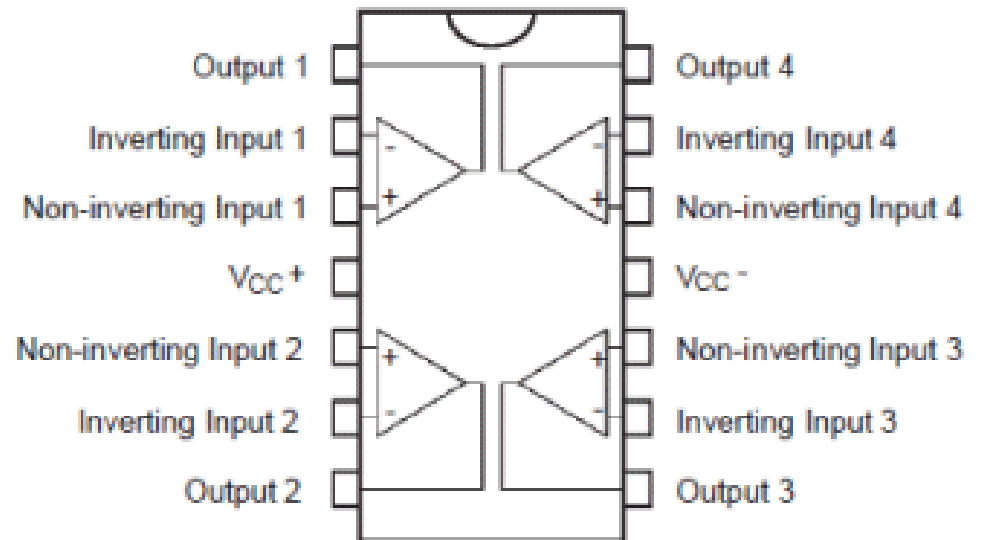 Output 1
Inverting Input 1
Non-inverting Input 1
VCC +
Non-inverting Input 2
Inverting Input 2
Output 2
-
+
+
-
-
+
+
-
Output 4
Inverting Input 4
Non-inverting Input 4
VCC -
Non-inverting Input 3
Inverting Input 3
Output 3